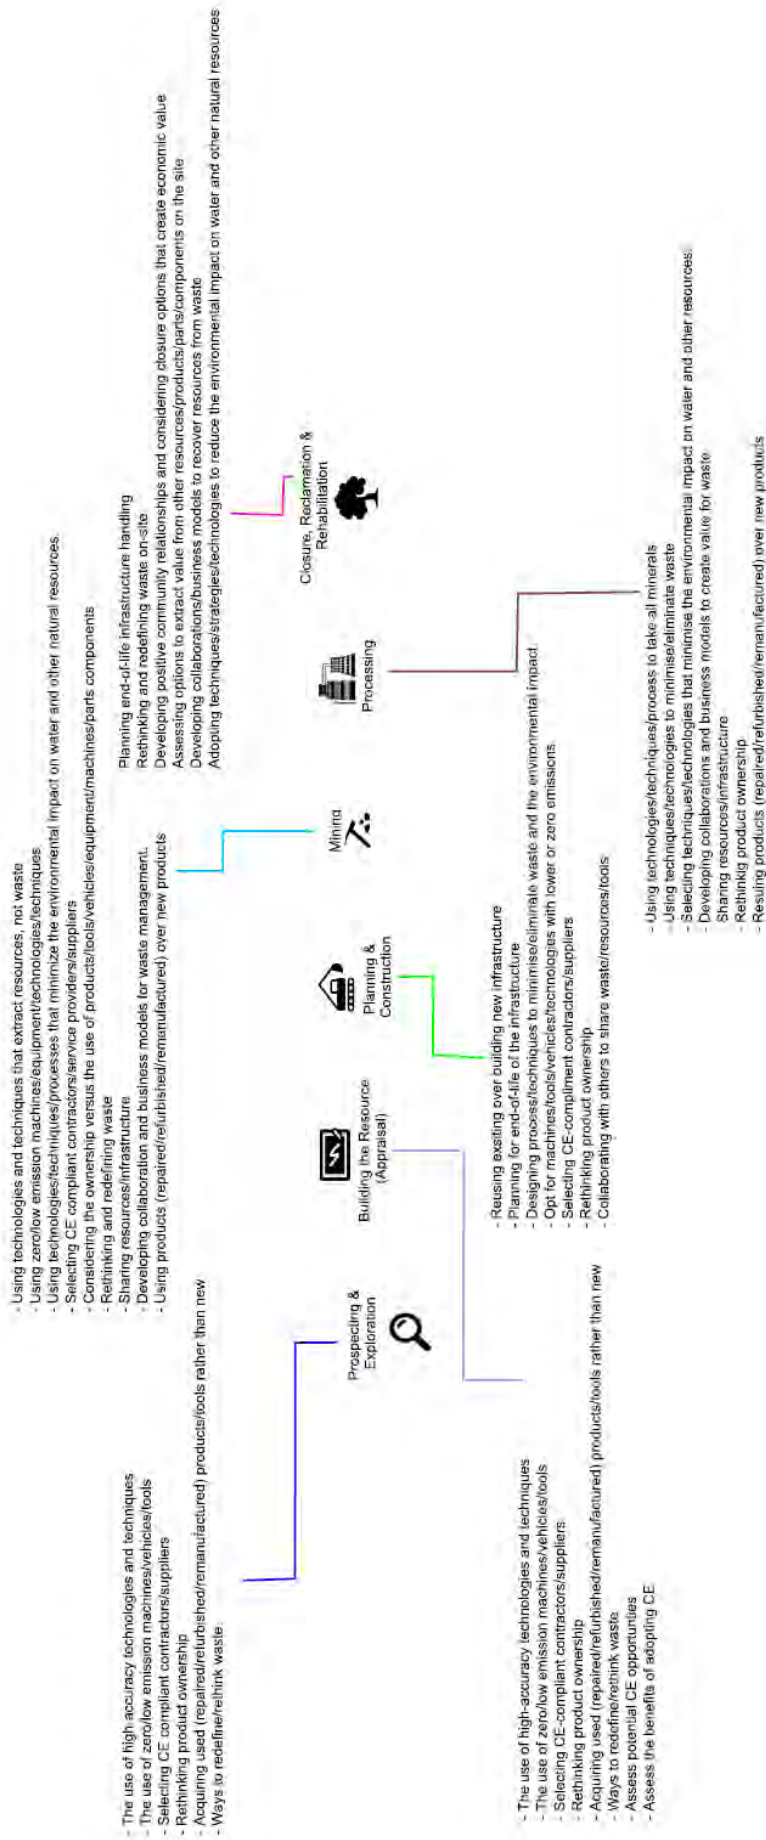 - The use of high-accuracy technologies and techniques
- The use of zero/low emission machines/vehicles/tools
- Selecting CE compliant contractors/suppliers
- Rethinking product ownership
- Acquiring used (repaired/refurbished/remanufactured) products/tools rather than new
- Ways to redefine/rethink waste
- Using technologies and techniques that extract resources, not waste
- Using zero/low emission machines/equipment/technologies/techniques
- Using technologies/techniques/processes that minimize the environmental impact on water and other natural resources.
- Selecting CE compliant contractors/service providers/suppliers
- Considering the ownership versus the use of products/tools/vehicles/equipment/machines/parts components
- Rethinking and redefining waste
- Sharing resources/infrastructure
- Developing collaboration and business models for waste management.
- Using products (repaired/refurbished/remanufactured) over new products
Planning end-of-life infrastructure handling
Rethinking and redefining waste on-site
Developing positive community relationships and considering closure options that create economic value
Assessing options to extract value from other resources/products/parts/components on the site
Developing collaborations/business models to recover resources from waste
Adopting techniques/strategies/technologies to reduce the environmental impact on water and other natural resources
Prospecting &
Exploration
Building the Resource
(Appraisal)
Planning &
Construction
Mining
Processing
Closure, Reclamation &
Rehabilitation
- The use of high-accuracy technologies and techniques
- The use of zero/low emission machines/vehicles/tools
- Selecting CE-compliant contractors/suppliers
- Rethinking product ownership
- Acquiring used (repaired/refurbished/remanufactured) products/tools rather than new
- Ways to redefine/rethink waste
- Assess potential CE opportunities
- Assess the benefits of adopting CE
- Reusing exsiting over building new infrastructure
- Planning for end-of-life of the infrastructure
- Designing process/techniques to minimise/eliminate waste and the environmental impact.
- Opt for machines/tools/vehicles/technologies with lower or zero emissions
- Selecting CE-compliment contractors/suppliers
- Rethinking product ownership
- Collaborating with others to share waste/resources/tools
- Using technologies/techniques/process to take all minerals
- Using techniques/technologies to minimise/eliminate waste
- Selecting techniques/technologies that minimise the environmental impact on water and other resources.
- Developing collaborations and business models to create value for waste
Sharing resources/infrastructure
- Rethinkig product ownership
- Resuing products (repaired/refurbished/remanufactured) over new products